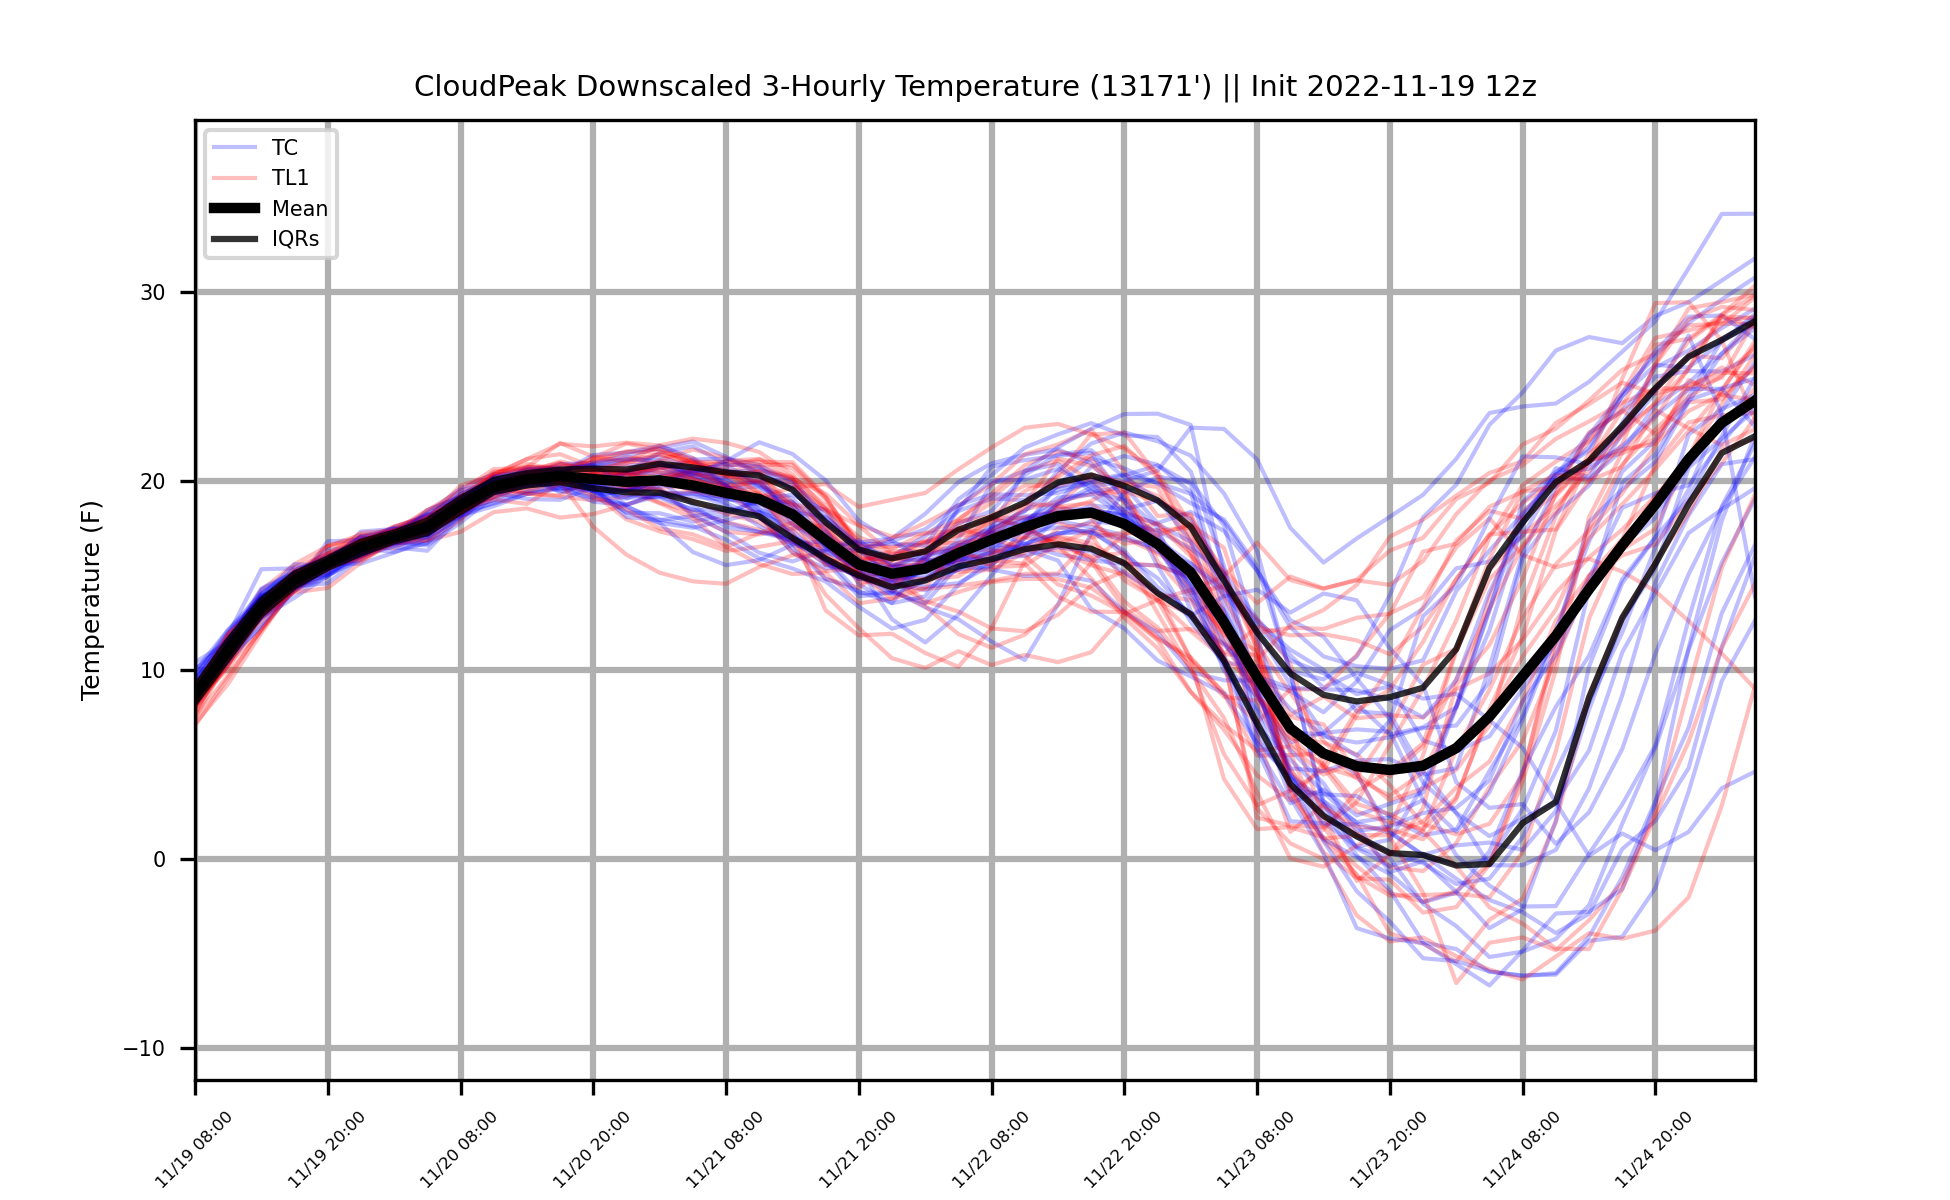 CloudPeak Downscaled 3-Hourly Temperature (13171') || Init 2022-11-19 12z
TC
TL1
Mean
IQRs
Temperature (F)
30
20
10
0
−10
11/19 08:00
11/19 20:00
11/20 08:00
11/20 20:00
11/21 08:00
11/21 20:00
11/22 08:00
11/22 20:00
11/23 08:00
11/23 20:00
11/24 08:00
11/24 20:00